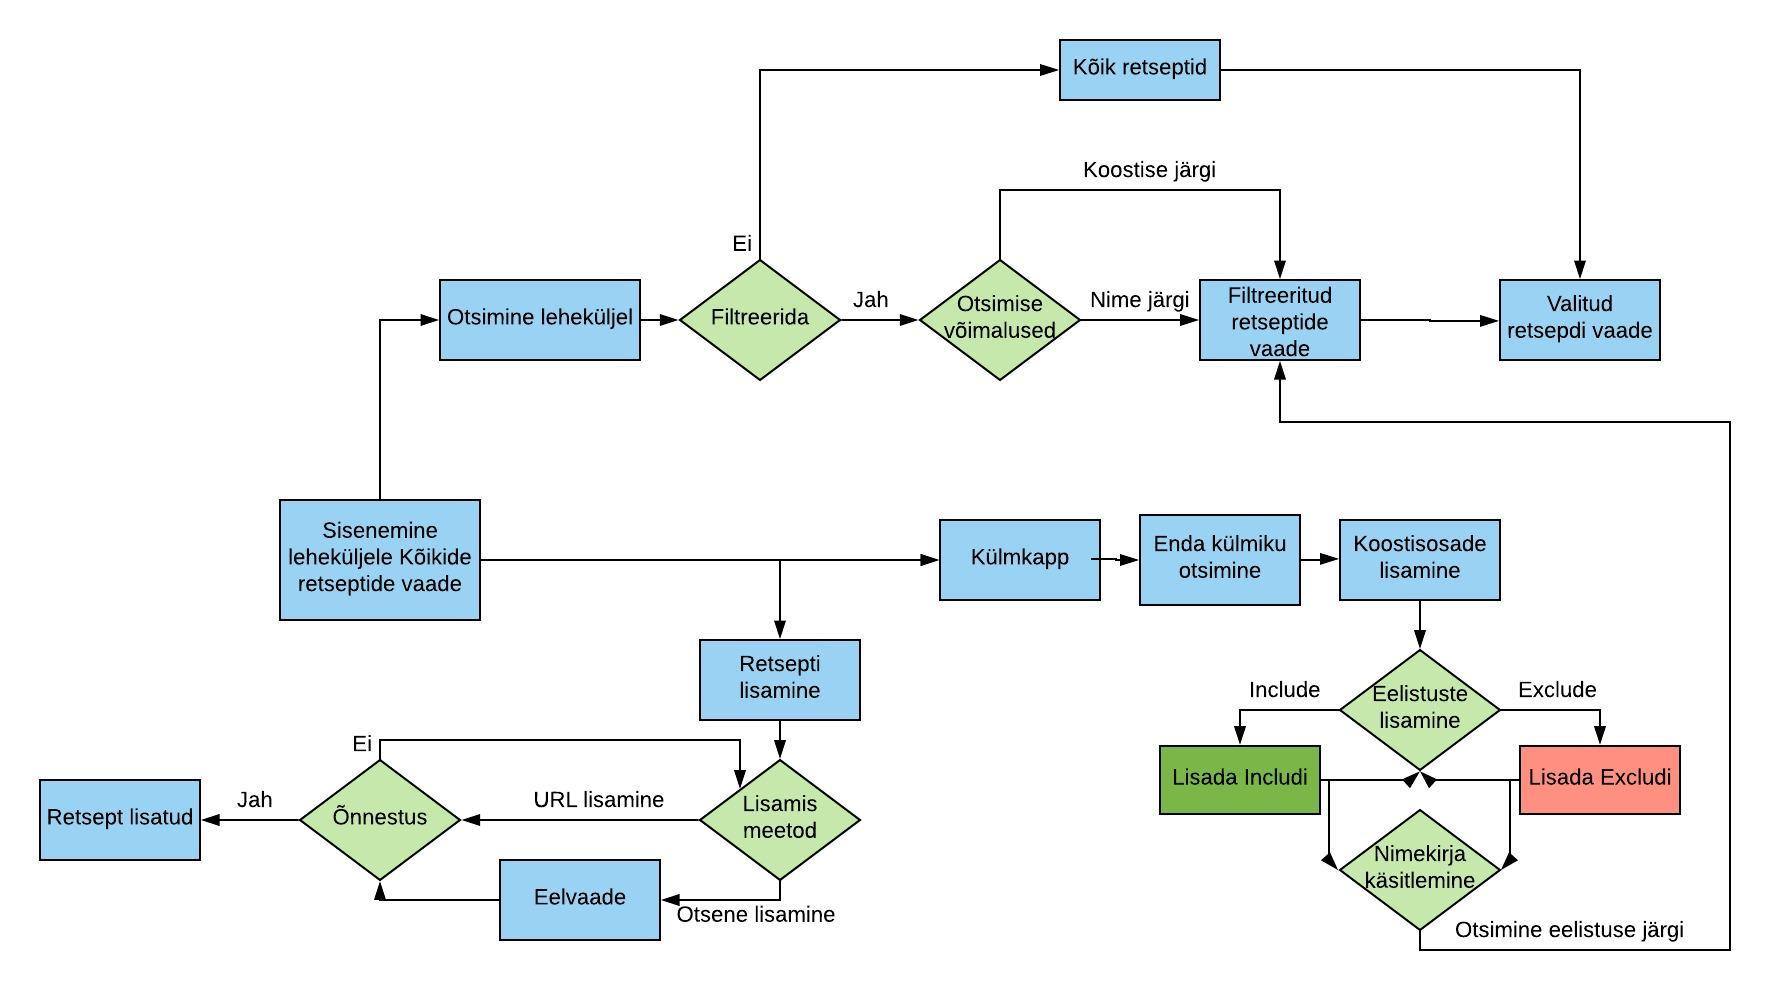 Kõik retseptid
Koostise järgi
Ei
Otsimine leheküljel
Filtreerida
Jah
Otsimise
võimalused
Nime järgi
Filtreeritud
retseptide
vaade
Valitud
retsepdi vaade
Sisenemine
leheküljele Kõikide
retseptide vaade
Külmkapp
Enda külmiku
otsimine
Koostisosade
lisamine
Retsepti
lisamine
Include
Eelistuste
lisamine
Exclude
Lisada Includi
Lisada Excludi
Ei
Retsept lisatud
Jah
Õnnestus
URL lisamine
Lisamis
meetod
Eelvaade
Otsene lisamine
Nimekirja
käsitlemine
Otsimine eelistuse järgi